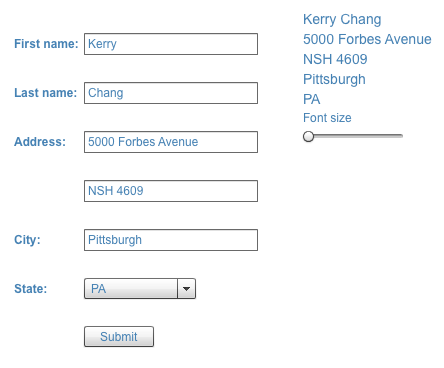 First name: Kerry
Last name: Chang
Address: 5000 Forbes Avenue
NSH 4609
City: Pittsburgh
State: PA
Submit
Kerry Chang
5000 Forbes Avenue
NSH 4609
Pittsburgh
PA
Font size